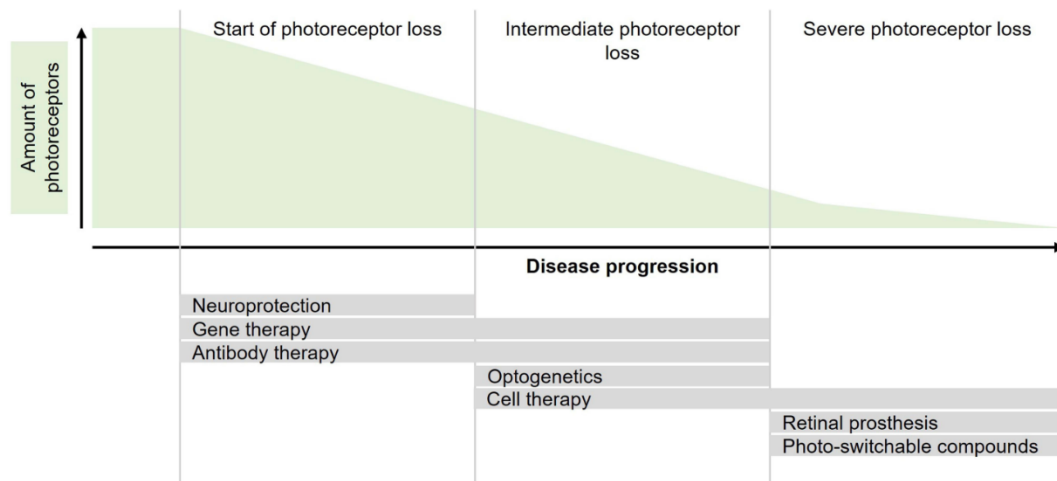 Start of photoreceptor loss
Intermediate photoreceptor
loss
Severe photoreceptor loss
Amount of
photoreceptors
Disease progression
Neuroprotection
Gene therapy
Antibody therapy
Optogenetics
Cell therapy
Retinal prosthesis
Photo-switchable compounds